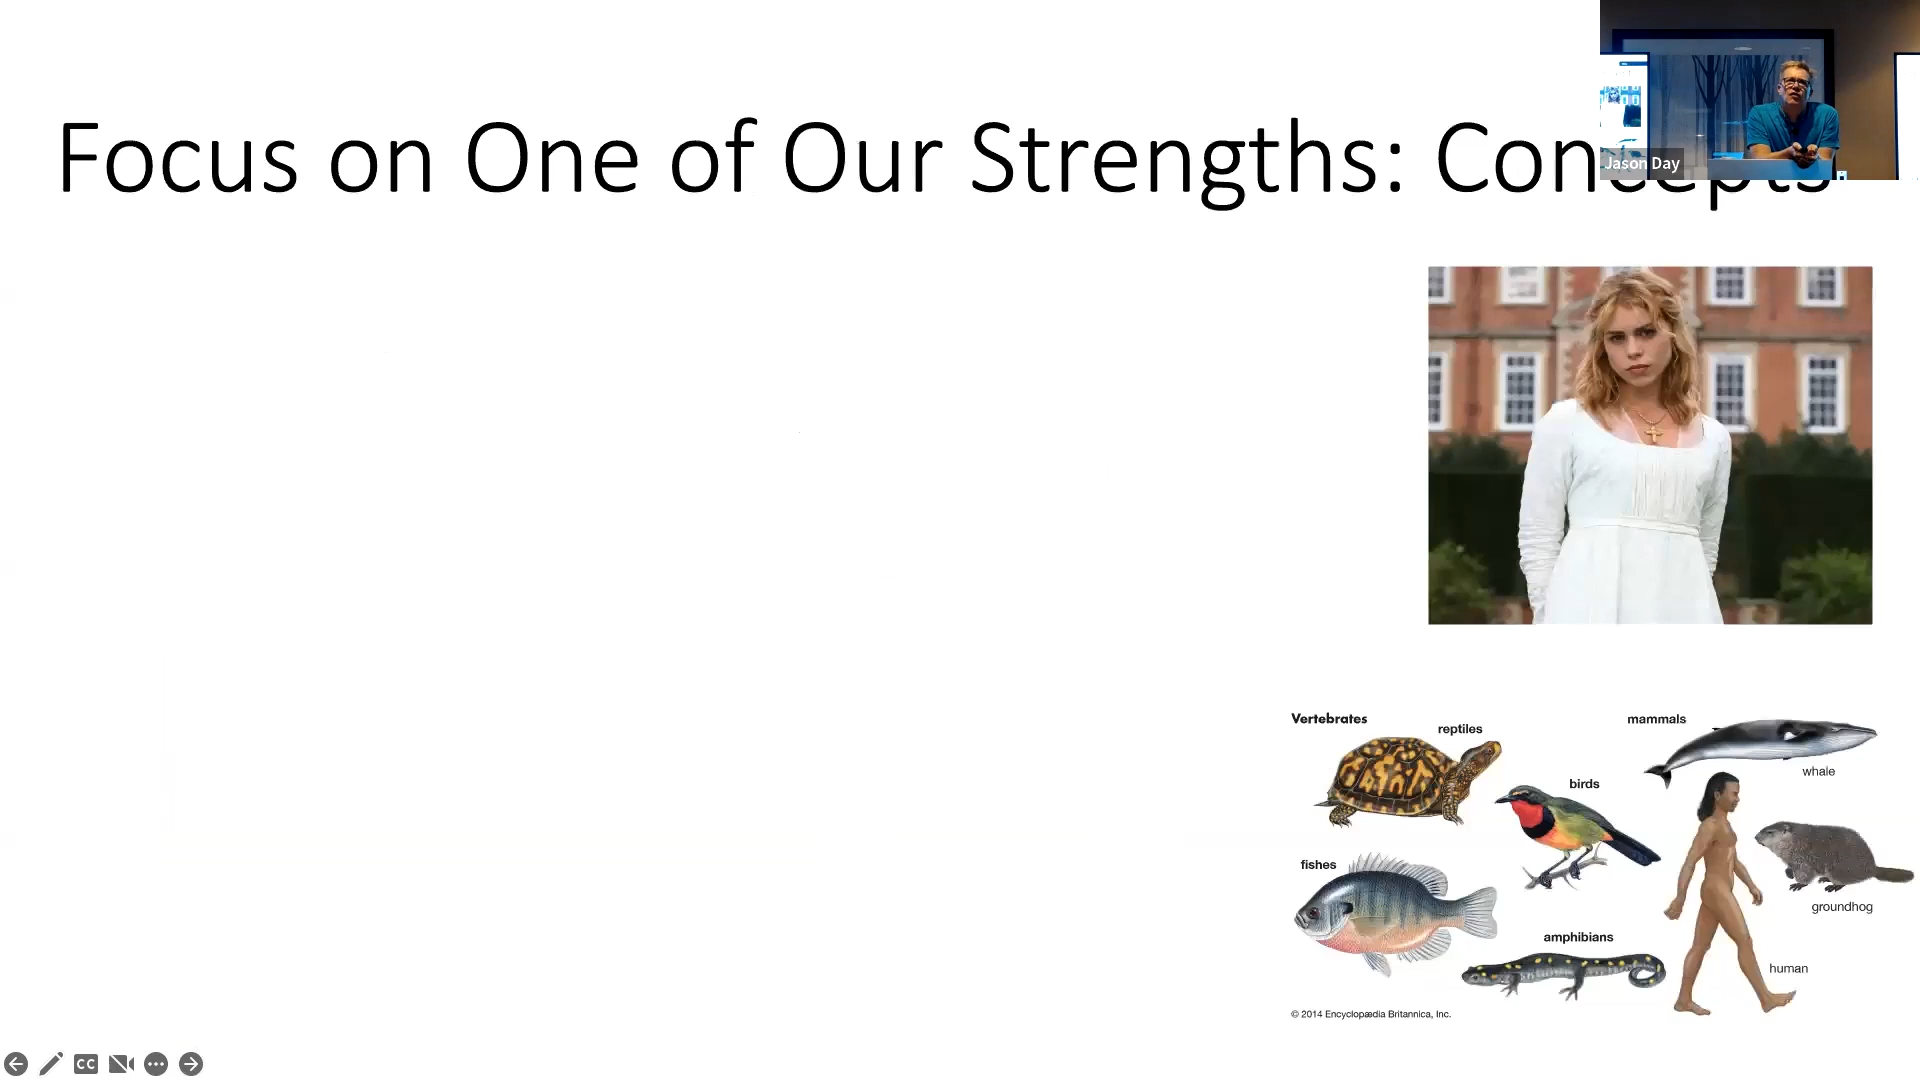 Focus on One of Our Strengths: Concepts
Jason Day
Vertebrates
reptiles
mammals
whale
birds
fishes
groundhog
amphibians
human
© 2014 Encyclopædia Britannica, Inc.
CC